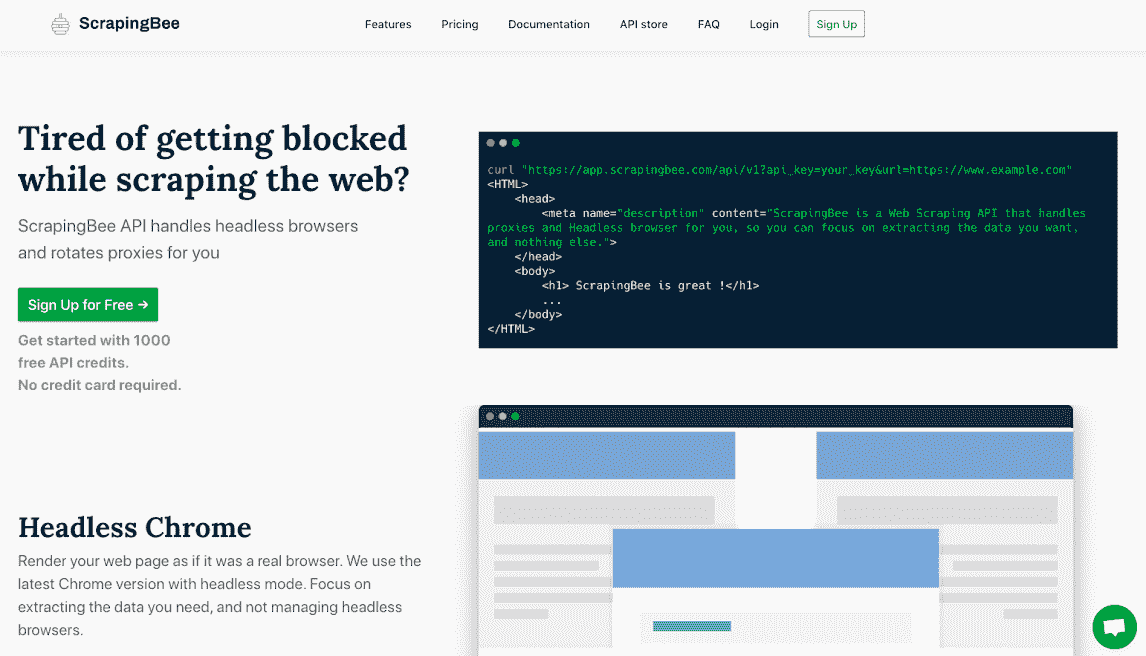 ScrapingBee
Features
Pricing
Documentation
API store
FAQ
Login
Sign Up
Tired of getting blocked
while scraping the web?
ScrapingBee API handles headless browsers
and rotates proxies for you
Sign Up for Free →
Get started with 1000
free API credits.
No credit card required.
curl "https://app.scrapingbee.com/api/v1?api_key=your_key&url=https://www.example.com"
<HTML>
<head>
<meta name="description" content="ScrapingBee is a Web Scraping API that handles
proxies and Headless browser for you, so you can focus on extracting the data you want,
and nothing else.">
</head>
<body>
<h1> ScrapingBee is great !</h1>
...
</body>
</HTML>
Headless Chrome
Render your web page as if it was a real browser. We use the
latest Chrome version with headless mode. Focus on
extracting the data you need, and not managing headless
browsers.